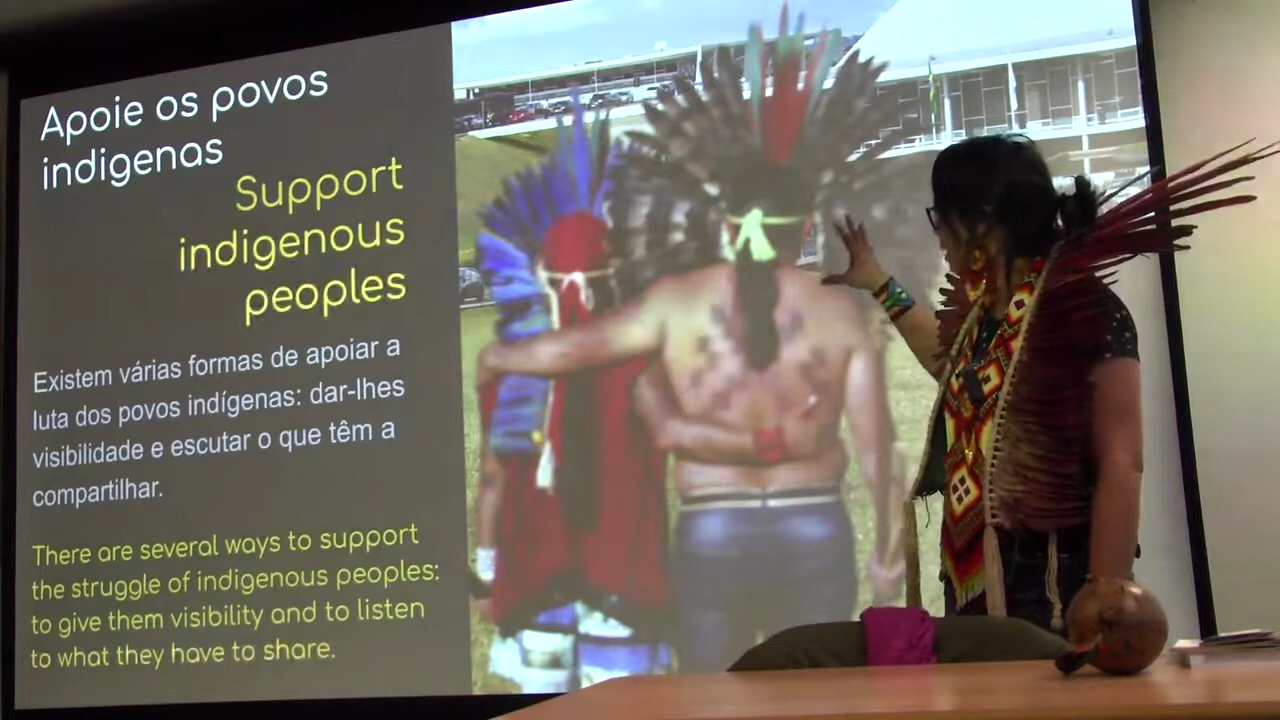 Apoie os povos
indigenas
Support
indigenous
peoples
Existem várias formas de apoiar a
luta dos povos indígenas: dar-lhes
visibilidade e escutar o que têm a
compartilhar.
There are several ways to support
the struggle of indigenous peoples:
to give them visibility and to listen
to what they have to share.